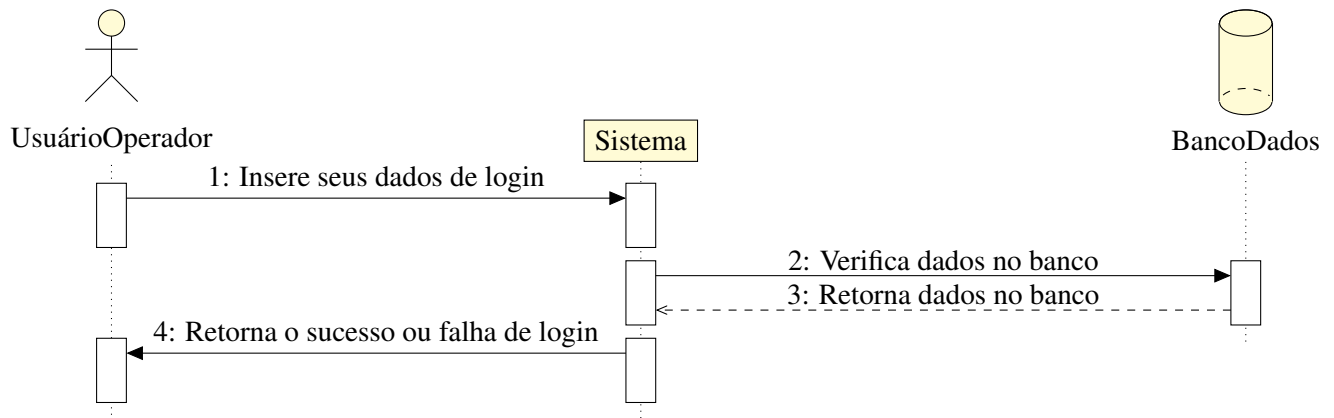 UsuárioOperador
Sistema
BancoDados
1: Insere seus dados de login
2: Verifica dados no banco
3: Retorna dados no banco
4: Retorna o sucesso ou falha de login